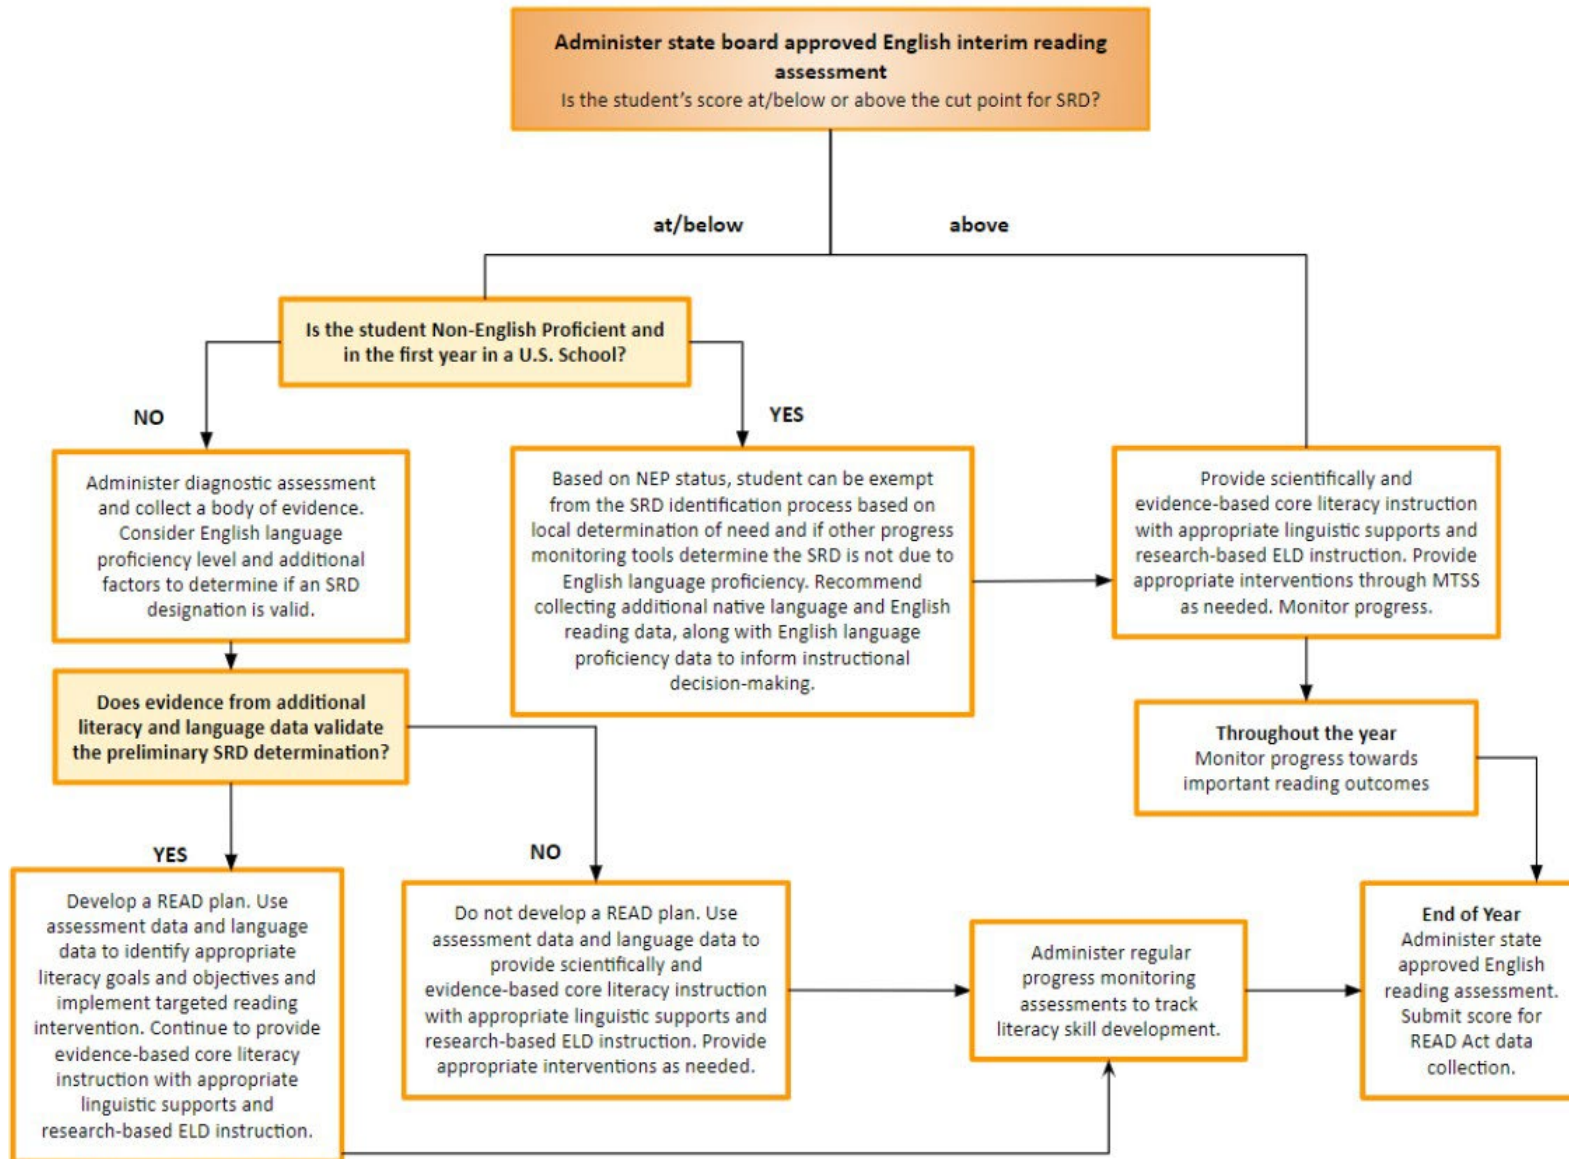 Administer state board approved English interim reading
assessment
Is the student's score at/below or above the cut point for SRD?
at/below
above
Is the student Non-English Proficient and
in the first year in a U.S. School?
NO
YES
Administer diagnostic assessment
and collect a body of evidence.
Consider English language
proficiency level and additional
factors to determine if an SRD
designation is valid.
Based on NEP status, student can be exempt
from the SRD identification process based on
local determination of need and if other progress
monitoring tools determine the SRD is not due to
English language proficiency. Recommend
collecting additional native language and English
reading data, along with English language
proficiency data to inform instructional
decision-making.
Provide scientifically and
evidence-based core literacy instruction
with appropriate linguistic supports and
research-based ELD instruction. Provide
appropriate interventions through MTSS
as needed. Monitor progress.
Does evidence from additional
literacy and language data validate
the preliminary SRD determination?
Throughout the year
Monitor progress towards
important reading outcomes
YES
NO
Develop a READ plan. Use
assessment data and language
data to identify appropriate
literacy goals and objectives and
implement targeted reading
intervention. Continue to provide
evidence-based core literacy
instruction with appropriate
linguistic supports and
research-based ELD instruction.
Do not develop a READ plan. Use
assessment data and language data to
provide scientifically and
evidence-based core literacy instruction
with appropriate linguistic supports and
research-based ELD instruction. Provide
appropriate interventions as needed.
Administer regular
progress monitoring
assessments to track
literacy skill development.
End of Year
Administer state
approved English
reading assessment.
Submit score for
READ Act data
collection.